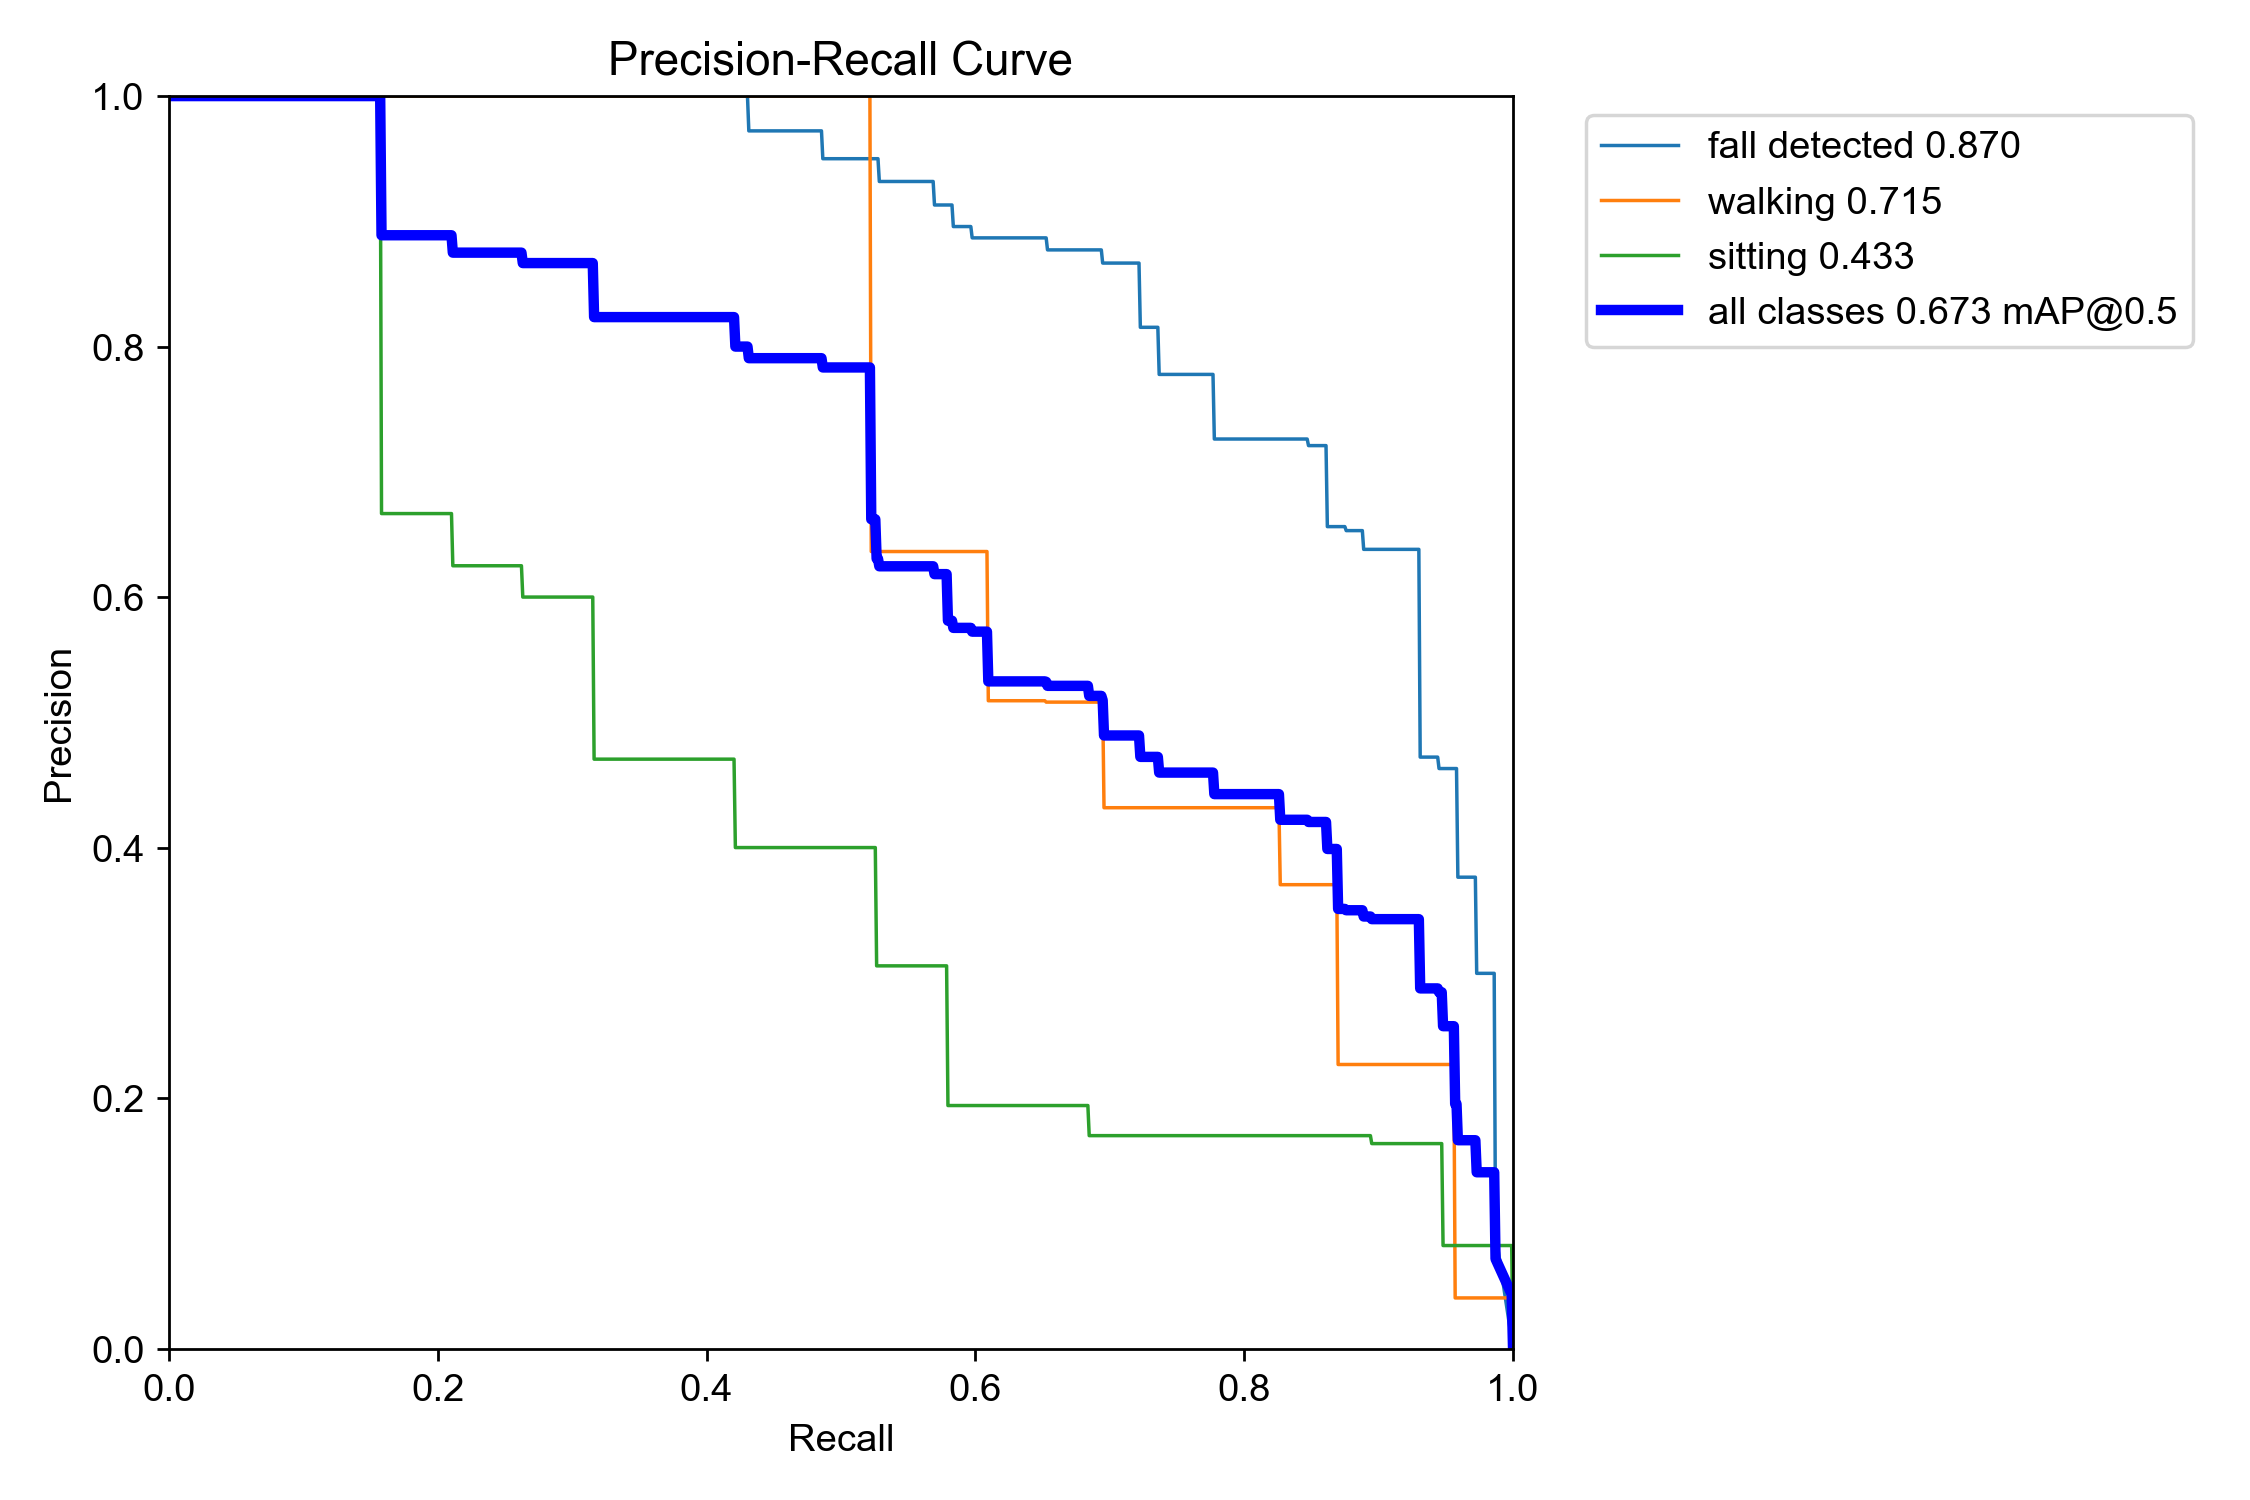 Precision-Recall Curve
1.0
0.8
0.6
0.4
0.2
0.0
Precision
0.0 0.2 0.4 0.6 0.8 1.0
Recall
fall detected 0.870
walking 0.715
sitting 0.433
all classes 0.673 mAP@0.5